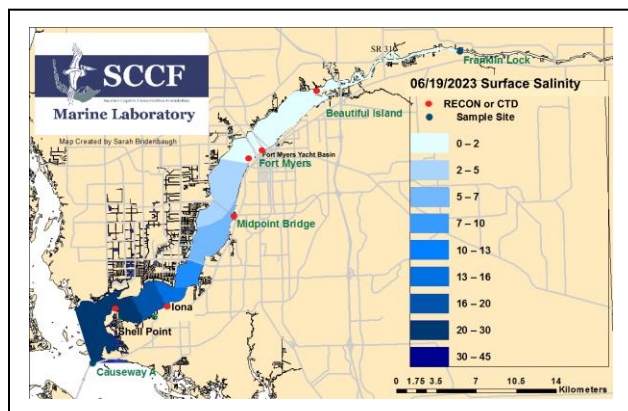 SCCF
Marine Laboratory
Map Created by Sarah Bridenbaugh
SR 31
Franklin Lock
06/19/2023 Surface Salinity
RECON or CTD
Sample Site
0 – 2
2 – 5
5 – 7
7 – 10
10 – 13
13 – 16
16 – 20
20 – 30
30 – 45
Beautiful Island
Fort Myers Yacht Basin
Fort Myers
Midpoint Bridge
Iona
Shell Point
Causeway A
0 1.75 3.5 7 10.5 14
Kilometers